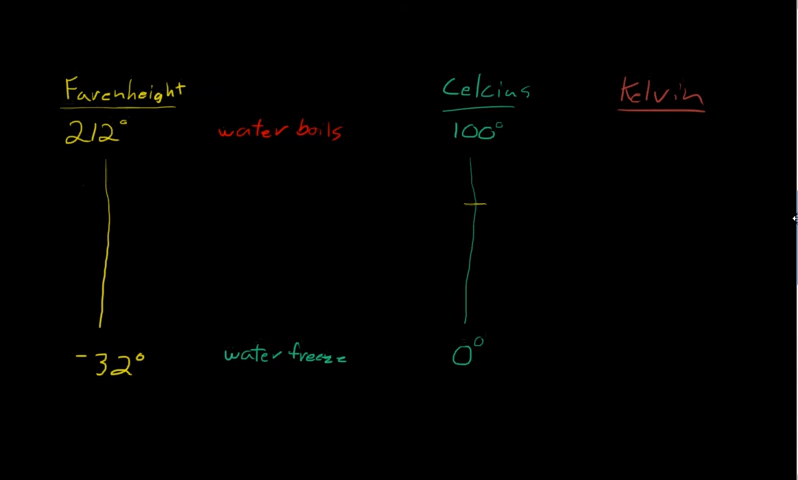 Farenheight Celcius Kelvin
212° water boils 100°
-32° water freeze 0°